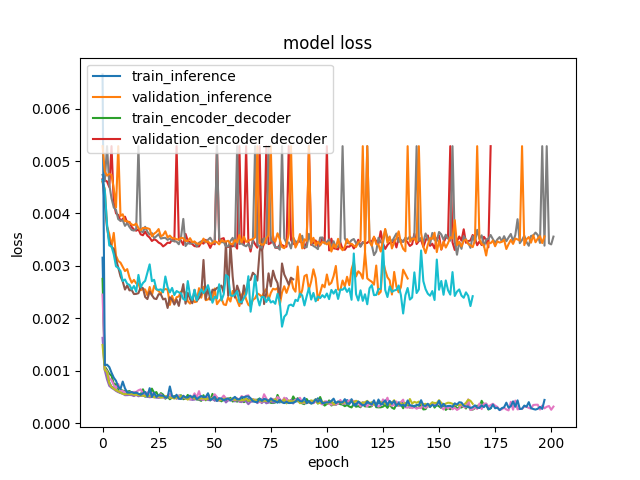 model loss
train_inference
validation_inference
train_encoder_decoder
validation_encoder_decoder
loss
0.006
0.005
0.004
0.003
0.002
0.001
0.000
0 25 50 75 100 125 150 175 200
epoch